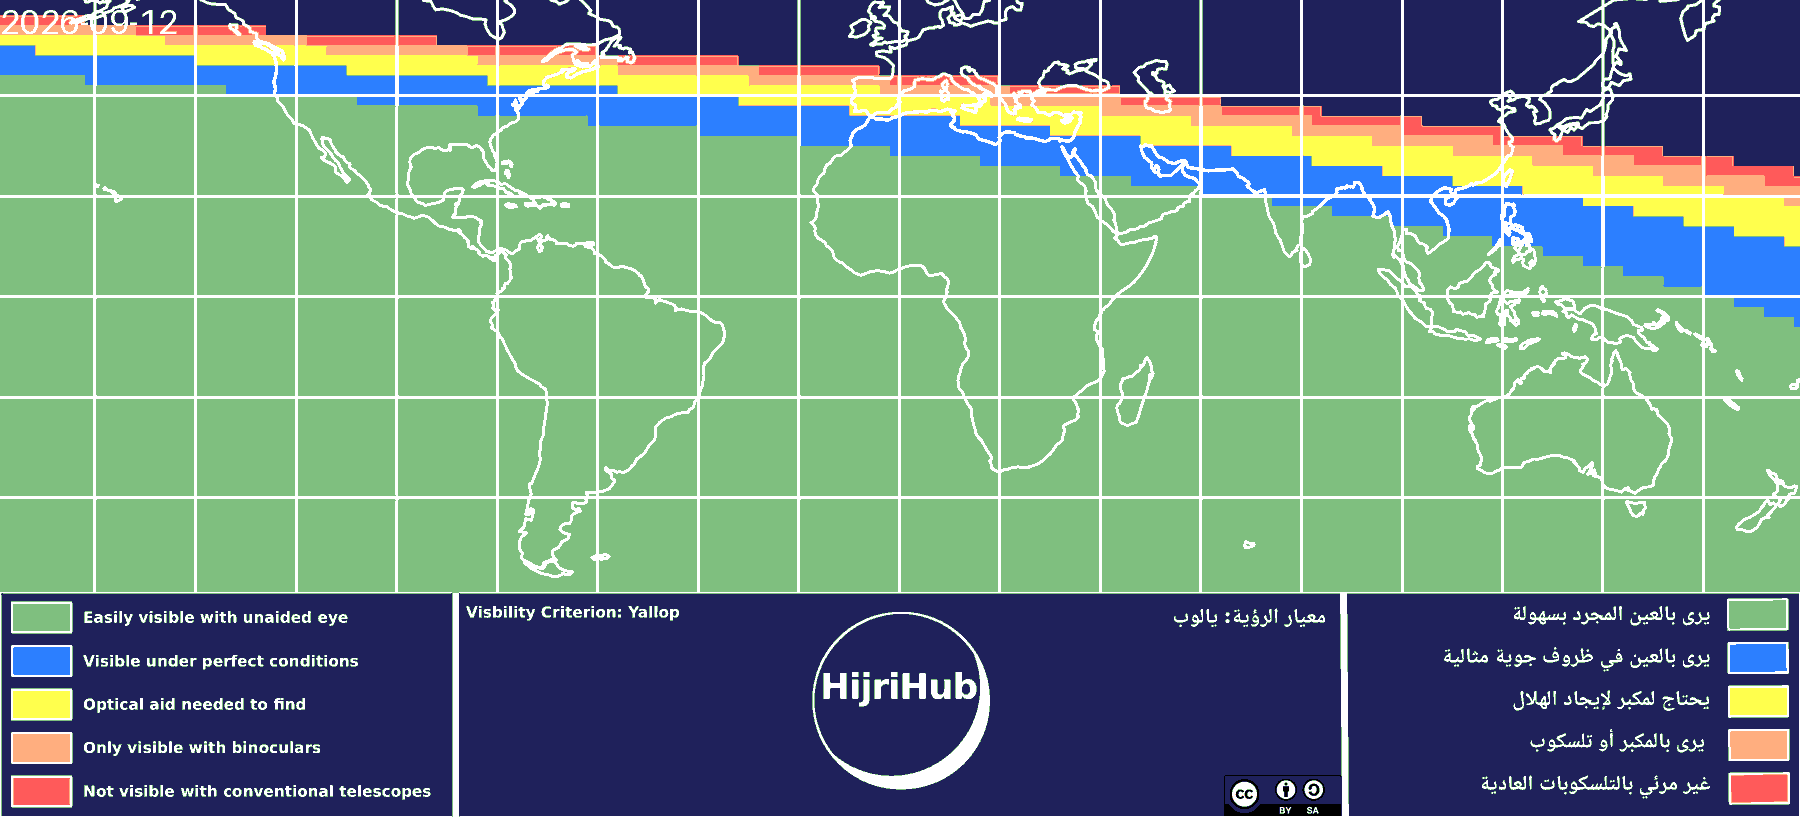 2026-09-12
Easily visible with unaided eye
Visible under perfect conditions
Optical aid needed to find
Only visible with binoculars
Not visible with conventional telescopes
Visbility Criterion: Yallop
معيار الرؤية: يالوب
HijriHub
cc
BY SA
يرى بالعين المجرد بسهولة
يرى بالعين في ظروف جوية مثالية
يحتاج لمكبر لإيجاد الهلال
يرى بالمكبر أو تلسكوب
غير مرئي بالتلسكوبات العادية